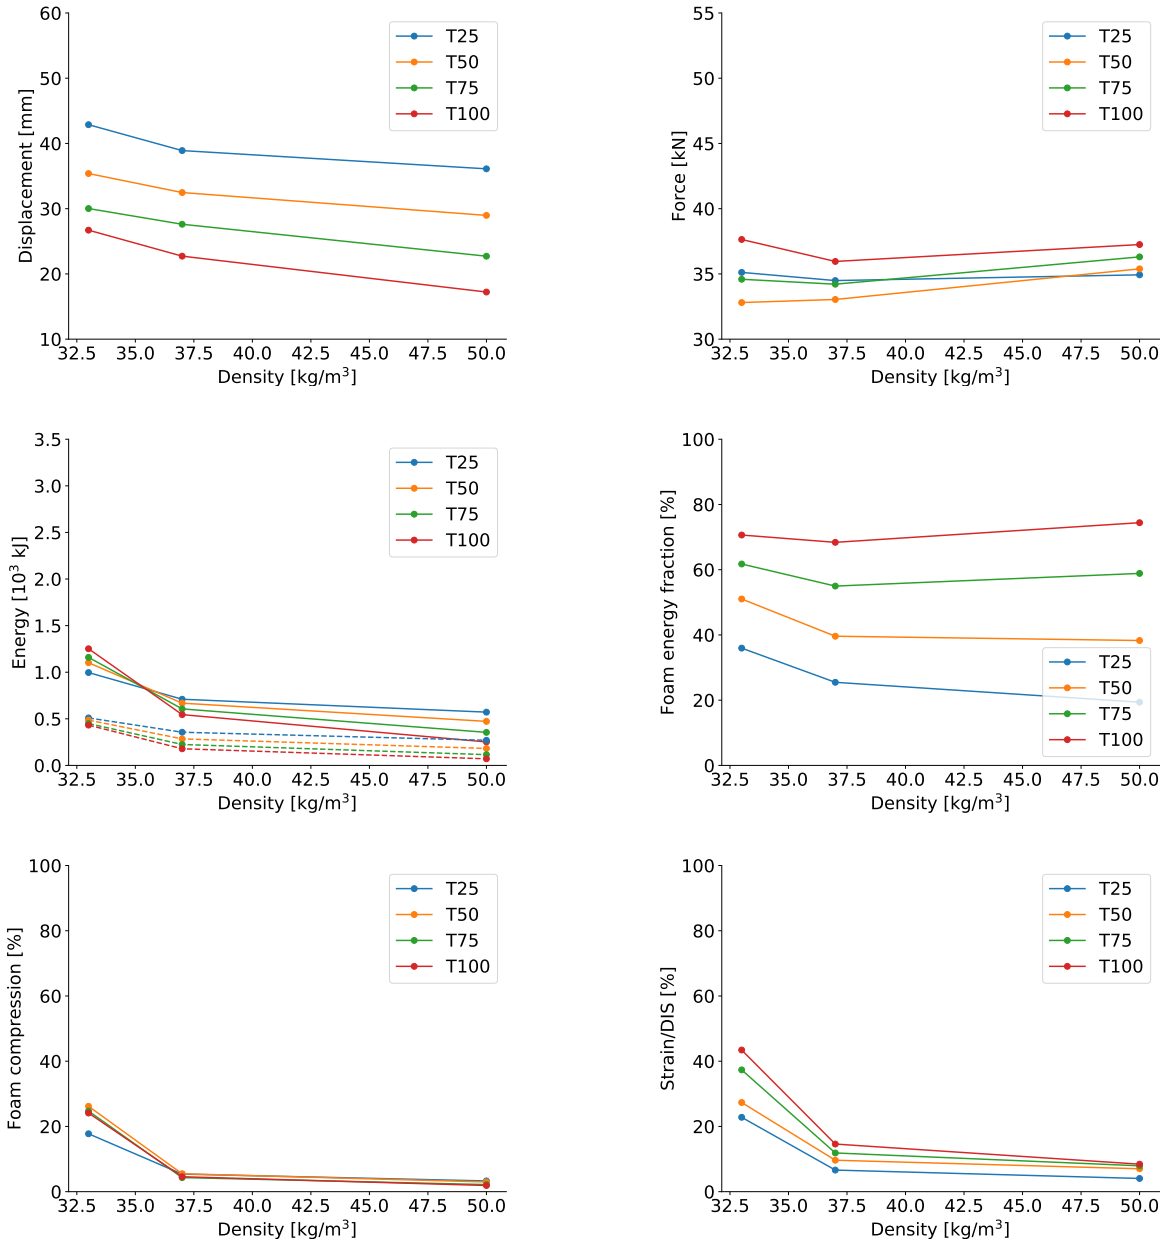 60
50
40
30
20
10
Displacement [mm]
T25
T50
T75
T100
32.5 35.0 37.5 40.0 42.5 45.0 47.5 50.0
Density [kg/m³]
55
50
45
40
35
30
Force [kN]
T25
T50
T75
T100
32.5 35.0 37.5 40.0 42.5 45.0 47.5 50.0
Density [kg/m³]
3.5
3.0
2.5
2.0
1.5
1.0
0.5
0.0
Energy [10³ kJ]
T25
T50
T75
T100
32.5 35.0 37.5 40.0 42.5 45.0 47.5 50.0
Density [kg/m³]
100
80
60
40
20
0
Foam energy fraction [%]
T25
T50
T75
T100
32.5 35.0 37.5 40.0 42.5 45.0 47.5 50.0
Density [kg/m³]
100
80
60
40
20
0
Foam compression [%]
T25
T50
T75
T100
32.5 35.0 37.5 40.0 42.5 45.0 47.5 50.0
Density [kg/m³]
100
80
60
40
20
0
Strain/DIS [%]
T25
T50
T75
T100
32.5 35.0 37.5 40.0 42.5 45.0 47.5 50.0
Density [kg/m³]